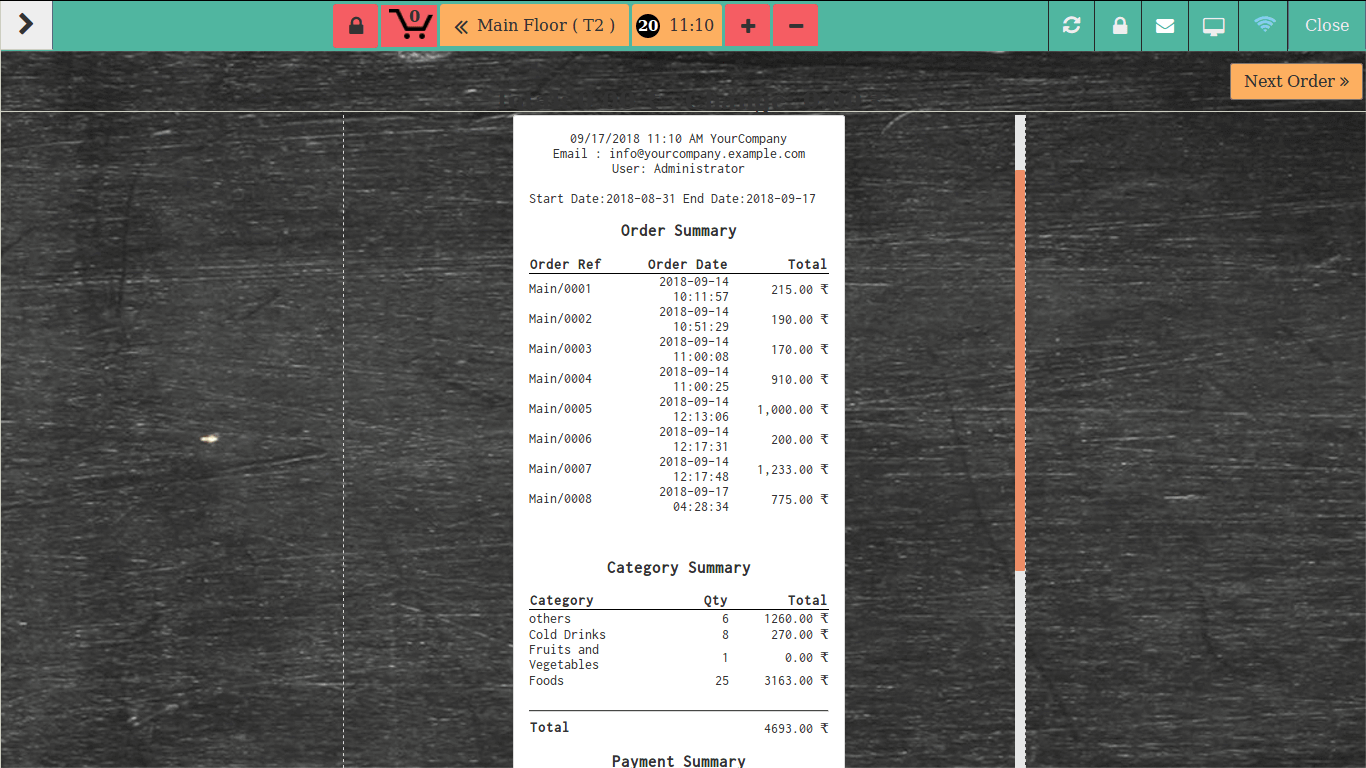 0
Main Floor ( T2 )
20 11:10
Close
Next Order
09/17/2018 11:10 AM YourCompany
Email : info@yourcompany.example.com
User: Administrator
Start Date:2018-08-31 End Date:2018-09-17
Order Summary
Order Ref Order Date Total
Main/0001 2018-09-14 10:11:57 215.00 ₹
Main/0002 2018-09-14 10:51:29 190.00 ₹
Main/0003 2018-09-14 11:00:08 170.00 ₹
Main/0004 2018-09-14 11:00:25 910.00 ₹
Main/0005 2018-09-14 12:13:06 1,000.00 ₹
Main/0006 2018-09-14 12:17:31 200.00 ₹
Main/0007 2018-09-14 12:17:48 1,233.00 ₹
Main/0008 2018-09-17 04:28:34 775.00 ₹
Category Summary
Category Qty Total
others 6 1260.00 ₹
Cold Drinks 8 270.00 ₹
Fruits and Vegetables 1 0.00 ₹
Foods 25 3163.00 ₹
Total 4693.00 ₹
Payment Summary